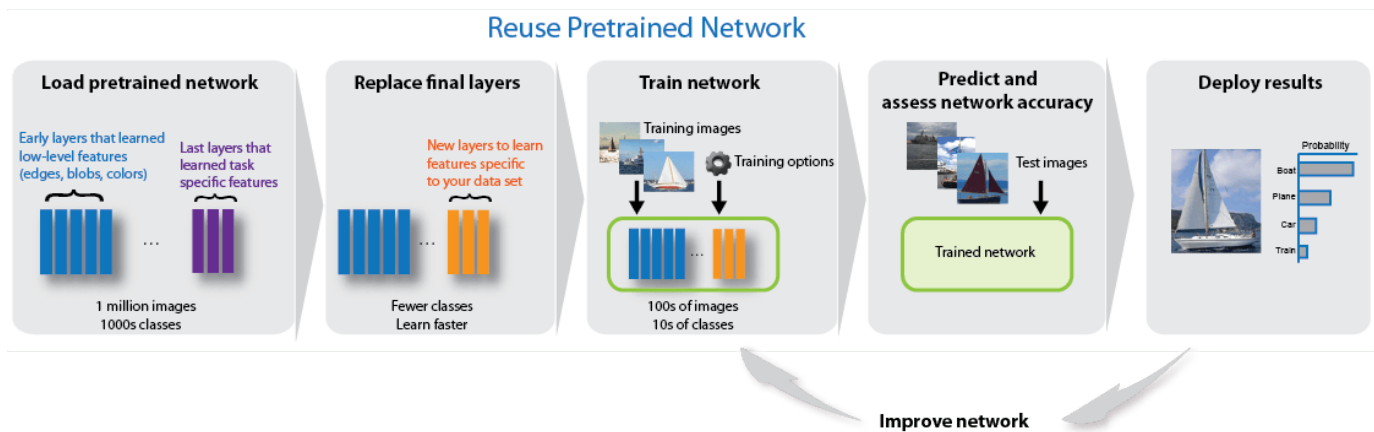 Reuse Pretrained Network
Load pretrained network
Early layers that learned
low-level features
(edges, blobs, colors)
Last layers that
learned task
specific features
...
1 million images
1000s classes
Replace final layers
New layers to learn
features specific
to your data set
...
Fewer classes
Learn faster
Train network
Training images
Training options
...
100s of images
10s of classes
Predict and
assess network accuracy
Test images
Trained network
Deploy results
Probability
Boat
Plane
Car
Train
Improve network